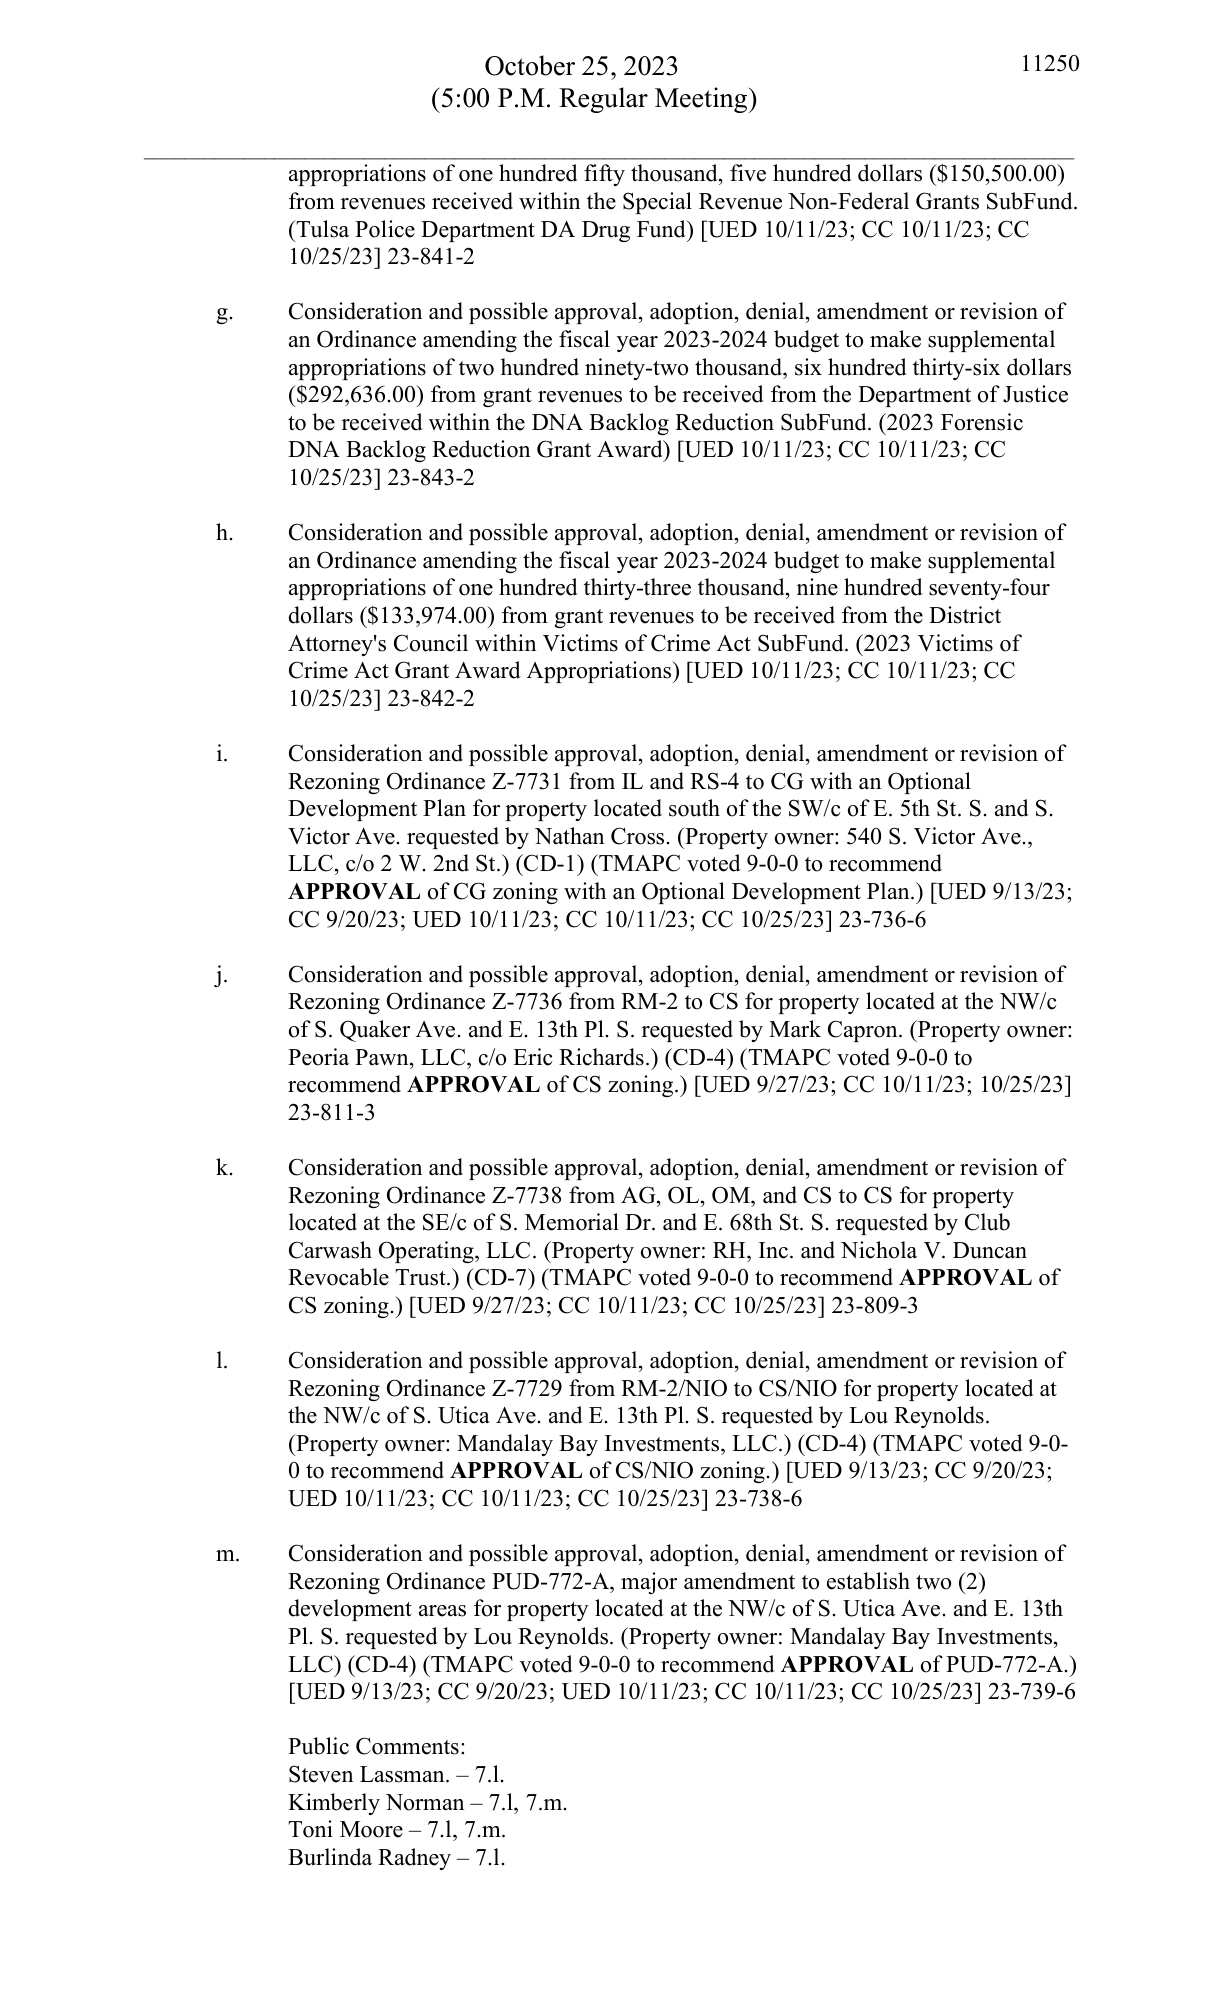 October 25, 2023
11250
(5:00 P.M. Regular Meeting)
appropriations of one hundred fifty thousand, five hundred dollars ($150,500.00)
from revenues received within the Special Revenue Non-Federal Grants SubFund.
(Tulsa Police Department DA Drug Fund) [UED 10/11/23; CC 10/11/23; CC
10/25/23] 23-841-2
g. Consideration and possible approval, adoption, denial, amendment or revision of
an Ordinance amending the fiscal year 2023-2024 budget to make supplemental
appropriations of two hundred ninety-two thousand, six hundred thirty-six dollars
($292,636.00) from grant revenues to be received from the Department of Justice
to be received within the DNA Backlog Reduction SubFund. (2023 Forensic
DNA Backlog Reduction Grant Award) [UED 10/11/23; CC 10/11/23; CC
10/25/23] 23-843-2
h. Consideration and possible approval, adoption, denial, amendment or revision of
an Ordinance amending the fiscal year 2023-2024 budget to make supplemental
appropriations of one hundred thirty-three thousand, nine hundred seventy-four
dollars ($133,974.00) from grant revenues to be received from the District
Attorney's Council within Victims of Crime Act SubFund. (2023 Victims of
Crime Act Grant Award Appropriations) [UED 10/11/23; CC 10/11/23; CC
10/25/23] 23-842-2
i. Consideration and possible approval, adoption, denial, amendment or revision of
Rezoning Ordinance Z-7731 from IL and RS-4 to CG with an Optional
Development Plan for property located south of the SW/c of E. 5th St. S. and S.
Victor Ave. requested by Nathan Cross. (Property owner: 540 S. Victor Ave.,
LLC, c/o 2 W. 2nd St.) (CD-1) (TMAPC voted 9-0-0 to recommend
APPROVAL of CG zoning with an Optional Development Plan.) [UED 9/13/23;
CC 9/20/23; UED 10/11/23; CC 10/11/23; CC 10/25/23] 23-736-6
j. Consideration and possible approval, adoption, denial, amendment or revision of
Rezoning Ordinance Z-7736 from RM-2 to CS for property located at the NW/c
of S. Quaker Ave. and E. 13th Pl. S. requested by Mark Capron. (Property owner:
Peoria Pawn, LLC, c/o Eric Richards.) (CD-4) (TMAPC voted 9-0-0 to
recommend APPROVAL of CS zoning.) [UED 9/27/23; CC 10/11/23; 10/25/23]
23-811-3
k. Consideration and possible approval, adoption, denial, amendment or revision of
Rezoning Ordinance Z-7738 from AG, OL, OM, and CS to CS for property
located at the SE/c of S. Memorial Dr. and E. 68th St. S. requested by Club
Carwash Operating, LLC. (Property owner: RH, Inc. and Nichola V. Duncan
Revocable Trust.) (CD-7) (TMAPC voted 9-0-0 to recommend APPROVAL of
CS zoning.) [UED 9/27/23; CC 10/11/23; CC 10/25/23] 23-809-3
l. Consideration and possible approval, adoption, denial, amendment or revision of
Rezoning Ordinance Z-7729 from RM-2/NIO to CS/NIO for property located at
the NW/c of S. Utica Ave. and E. 13th Pl. S. requested by Lou Reynolds.
(Property owner: Mandalay Bay Investments, LLC.) (CD-4) (TMAPC voted 9-0-
0 to recommend APPROVAL of CS/NIO zoning.) [UED 9/13/23; CC 9/20/23;
UED 10/11/23; CC 10/11/23; CC 10/25/23] 23-738-6
m. Consideration and possible approval, adoption, denial, amendment or revision of
Rezoning Ordinance PUD-772-A, major amendment to establish two (2)
development areas for property located at the NW/c of S. Utica Ave. and E. 13th
Pl. S. requested by Lou Reynolds. (Property owner: Mandalay Bay Investments,
LLC) (CD-4) (TMAPC voted 9-0-0 to recommend APPROVAL of PUD-772-A.)
[UED 9/13/23; CC 9/20/23; UED 10/11/23; CC 10/11/23; CC 10/25/23] 23-739-6
Public Comments:
Steven Lassman. – 7.l.
Kimberly Norman – 7.l, 7.m.
Toni Moore – 7.l, 7.m.
Burlinda Radney – 7.l.